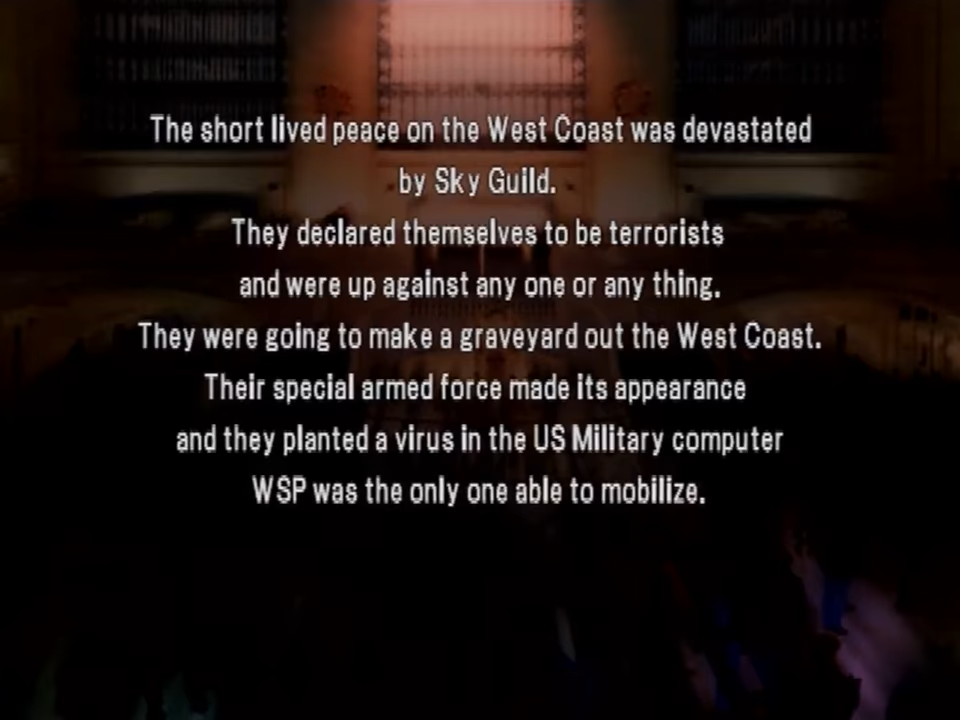 The short lived peace on the West Coast was devastated
by Sky Guild.
They declared themselves to be terrorists
and were up against any one or any thing.
They were going to make a graveyard out the West Coast.
Their special armed force made its appearance
and they planted a virus in the US Military computer
WSP was the only one able to mobilize.